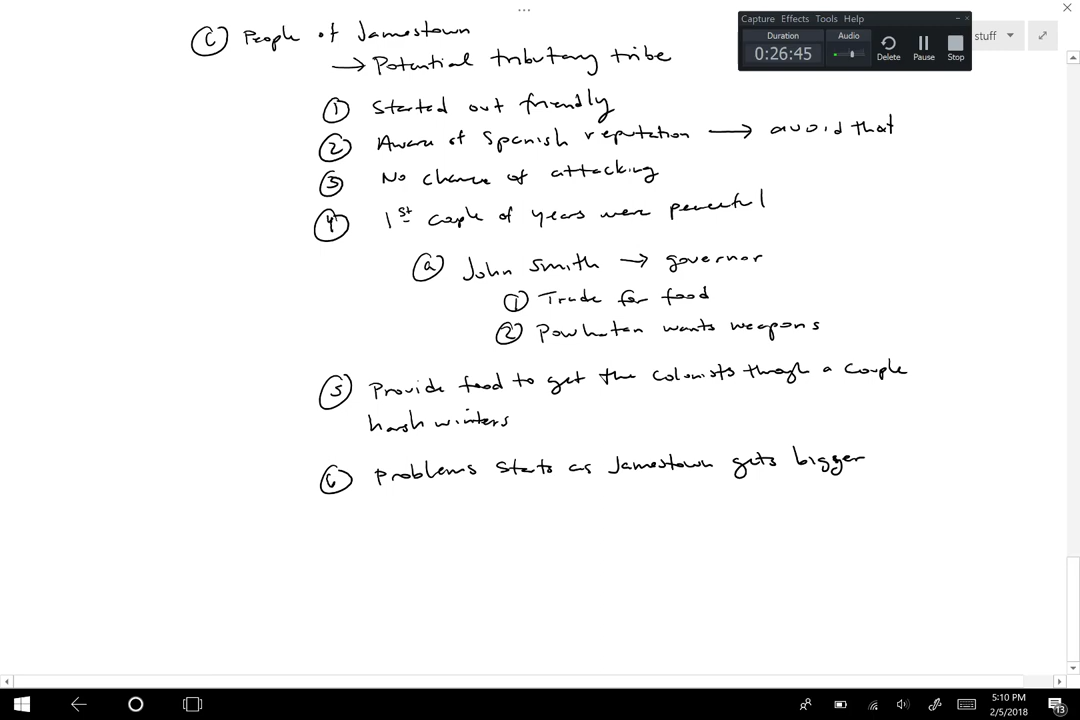 ...
Capture Effects Tools Help
Duration Audio
0:26:45
Delete Pause Stop
stuff
C People of Jamestown
→ Potential tributary tribe
1 Started out friendly
2 Aware of Spanish reputation → avoid that
3 No chance of attacking
4 1st couple of years were peaceful
a John Smith → governor
1 Trade for food
2 Powhatan wants weapons
5 Provide food to get the colonists through a couple
harsh winters
6 Problems starts as Jamestown gets bigger
5:10 PM
2/5/2018
13